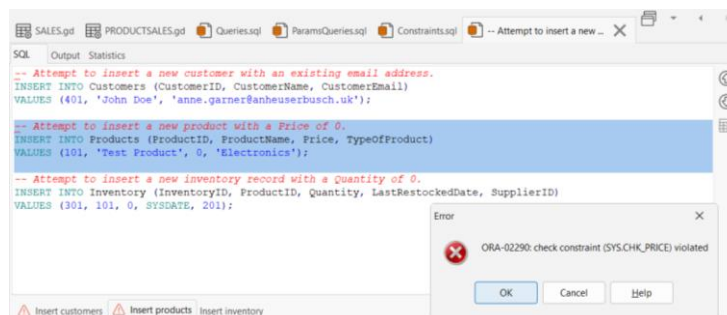 SALES.gd PRODUCTSALES.gd Queries.sql ParamsQueries.sql Constraints.sql -- Attempt to insert a new ...
SQL Output Statistics
-- Attempt to insert a new customer with an existing email address.
INSERT INTO Customers (CustomerID, CustomerName, CustomerEmail)
VALUES (401, 'John Doe', 'anne.garner@anheuserbusch.uk');
-- Attempt to insert a new product with a Price of 0.
INSERT INTO Products (ProductID, ProductName, Price, TypeOfProduct)
VALUES (101, 'Test Product', 0, 'Electronics');
-- Attempt to insert a new inventory record with a Quantity of 0.
INSERT INTO Inventory (InventoryID, ProductID, Quantity, LastRestockedDate, SupplierID)
VALUES (301, 101, 0, SYSDATE, 201);
Error
ORA-02290: check constraint (SYS.CHK_PRICE) violated
OK Cancel Help
Insert customers Insert products Insert inventory